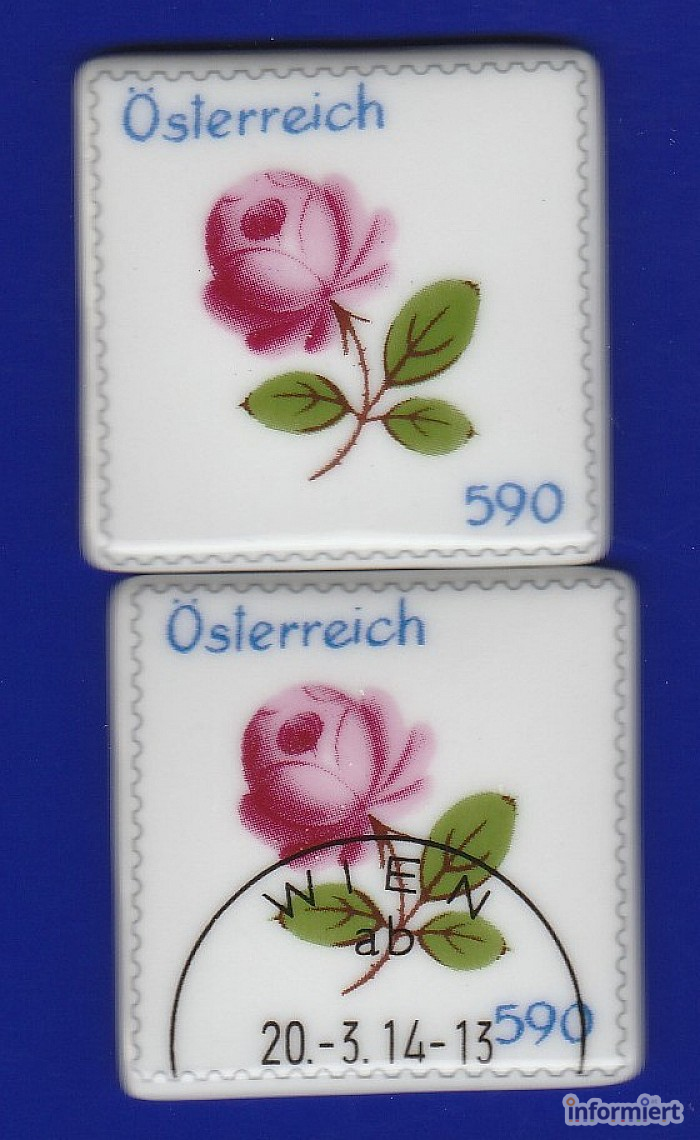 Österreich
590
Österreich
WIEN
ab
20.-3.14-13
590
informiert